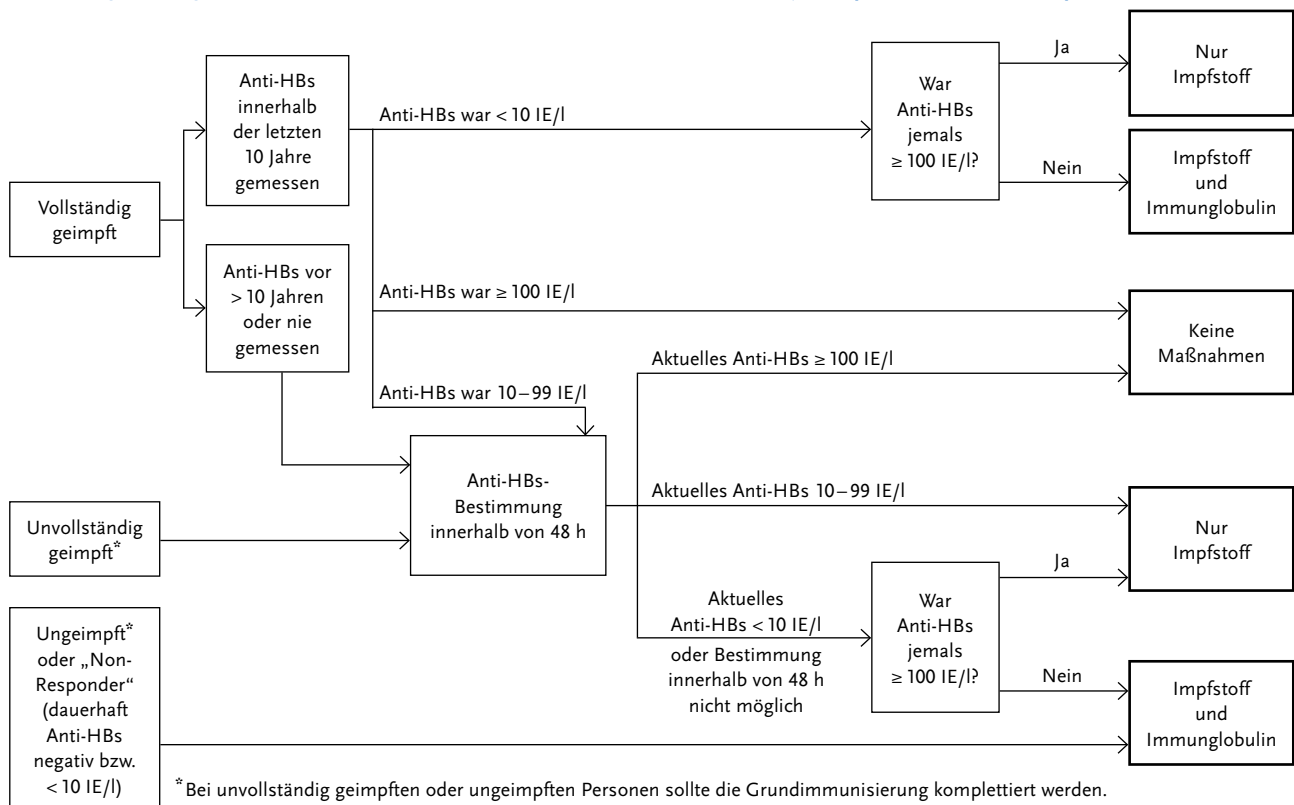 Vollständig
geimpft
Anti-HBs
innerhalb
der letzten
10 Jahre
gemessen
Anti-HBs vor
> 10 Jahren
oder nie
gemessen
Anti-HBs war < 10 IE/l
War
Anti-HBs
jemals
≥ 100 IE/l?
Ja
Nur
Impfstoff
Nein
Impfstoff
und
Immunglobulin
Anti-HBs war ≥ 100 IE/l
Keine
Maßnahmen
Anti-HBs war 10–99 IE/l
Aktuelles Anti-HBs ≥ 100 IE/l
Unvollständig
geimpft*
Anti-HBs-
Bestimmung
innerhalb von 48 h
Aktuelles Anti-HBs 10–99 IE/l
Nur
Impfstoff
Aktuelles
Anti-HBs < 10 IE/l
oder Bestimmung
innerhalb von 48 h
nicht möglich
War
Anti-HBs
jemals
≥ 100 IE/l?
Ja
Nein
Impfstoff
und
Immunglobulin
Ungeimpft*
oder „Non-
Responder“
(dauerhaft
Anti-HBs
negativ bzw.
< 10 IE/l)
*Bei unvollständig geimpften oder ungeimpften Personen sollte die Grundimmunisierung komplettiert werden.